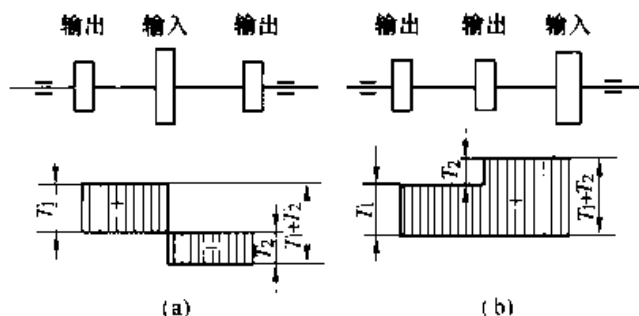 输出 输入 输出 输出 输出 输入
T₁ + − T₂ T₁+T₂ T₁ T₂ + T₁+T₂
(a) (b)